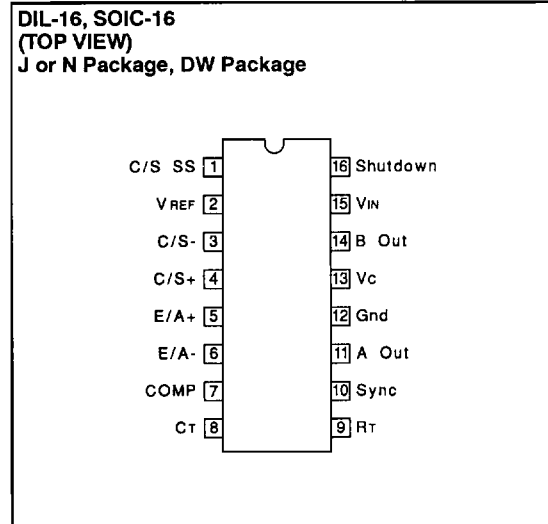 DIL-16, SOIC-16
(TOP VIEW)
J or N Package, DW Package
C/S SS 1 16 Shutdown
VREF 2 15 VIN
C/S- 3 14 B Out
C/S+ 4 13 Vc
E/A+ 5 12 Gnd
E/A- 6 11 A Out
COMP 7 10 Sync
CT 8 9 RT